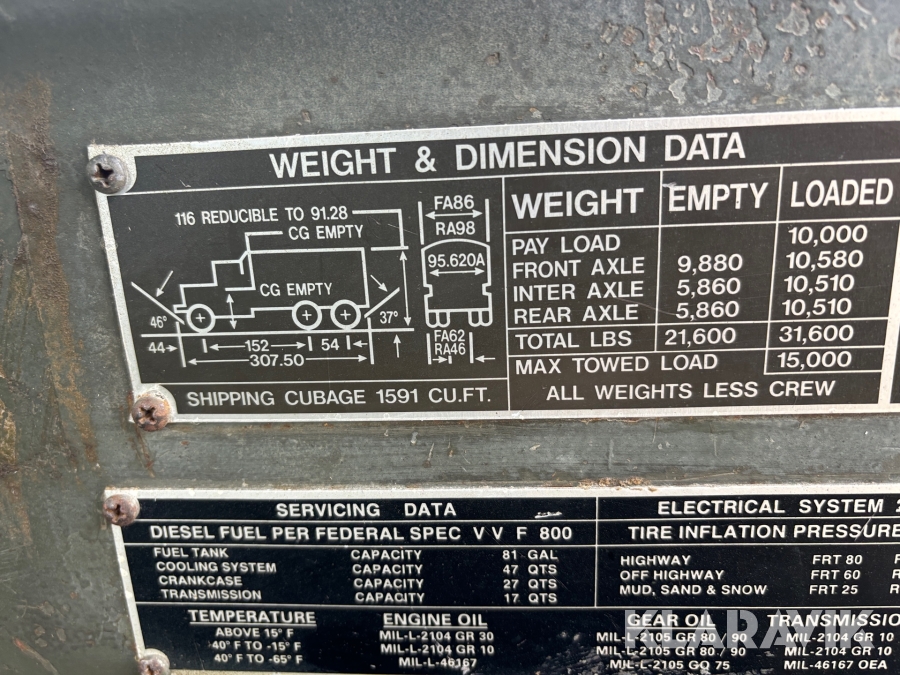 WEIGHT & DIMENSION DATA
116 REDUCIBLE TO 91.28
CG EMPTY
CG EMPTY
46°
37°
44
152
54
307.50
FA86
RA98
95.620A
FA62
RA46
SHIPPING CUBAGE 1591 CU.FT.
WEIGHT EMPTY LOADED
PAY LOAD 10,000
FRONT AXLE 9,880 10,580
INTER AXLE 5,860 10,510
REAR AXLE 5,860 10,510
TOTAL LBS 21,600 31,600
MAX TOWED LOAD 15,000
ALL WEIGHTS LESS CREW
SERVICING DATA
DIESEL FUEL PER FEDERAL SPEC V V F 800
FUEL TANK CAPACITY 81 GAL
COOLING SYSTEM CAPACITY 47 QTS
CRANKCASE CAPACITY 27 QTS
TRANSMISSION CAPACITY 17 QTS
ELECTRICAL SYSTEM 2
TIRE INFLATION PRESSURE
HIGHWAY FRT 80
OFF HIGHWAY FRT 60
MUD, SAND & SNOW FRT 25
TEMPERATURE ENGINE OIL GEAR OIL TRANSMISSION
ABOVE 15° F MIL-L-2104 GR 30 MIL-L-2105 GR 80 / 90 MIL-L-2104 GR 10
40° F TO -15° F MIL-L-2104 GR 10 MIL-L-2105 GR 80 / 90 MIL-L-2104 GR 10
40° F TO -65° F MIL-L-46167 MIL-L-2105 GO 75 MIL-46167 OEA
KLARAVIK